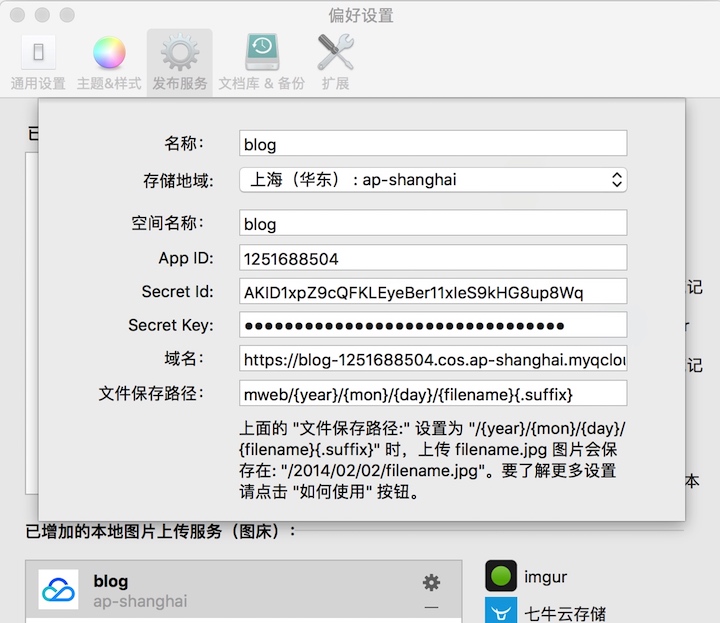 偏好设置
通用设置 主题&样式 发布服务 文档库 & 备份 扩展
已
名称： blog
存储地域： 上海（华东）：ap-shanghai
空间名称： blog
App ID: 1251688504
Secret Id: AKID1xpZ9cQFKLEyeBer11xleS9kHG8up8Wq
记
Secret Key: ●●●●●●●●●●●●●●●●●●●●●●●●●●●●●●●●
r
域名： https://blog-1251688504.cos.ap-shanghai.myqclou
记
文件保存路径： mweb/{year}/{mon}/{day}/{filename}{.suffix}
上面的 "文件保存路径:" 设置为 "/{year}/{mon}/{day}/
{filename}{.suffix}" 时，上传 filename.jpg 图片会保
存在: "/2014/02/02/filename.jpg"。要了解更多设置
请点击 "如何使用" 按钮。
本
已增加的本地图片上传服务（图床）：
blog
ap-shanghai
imgur
七牛云存储